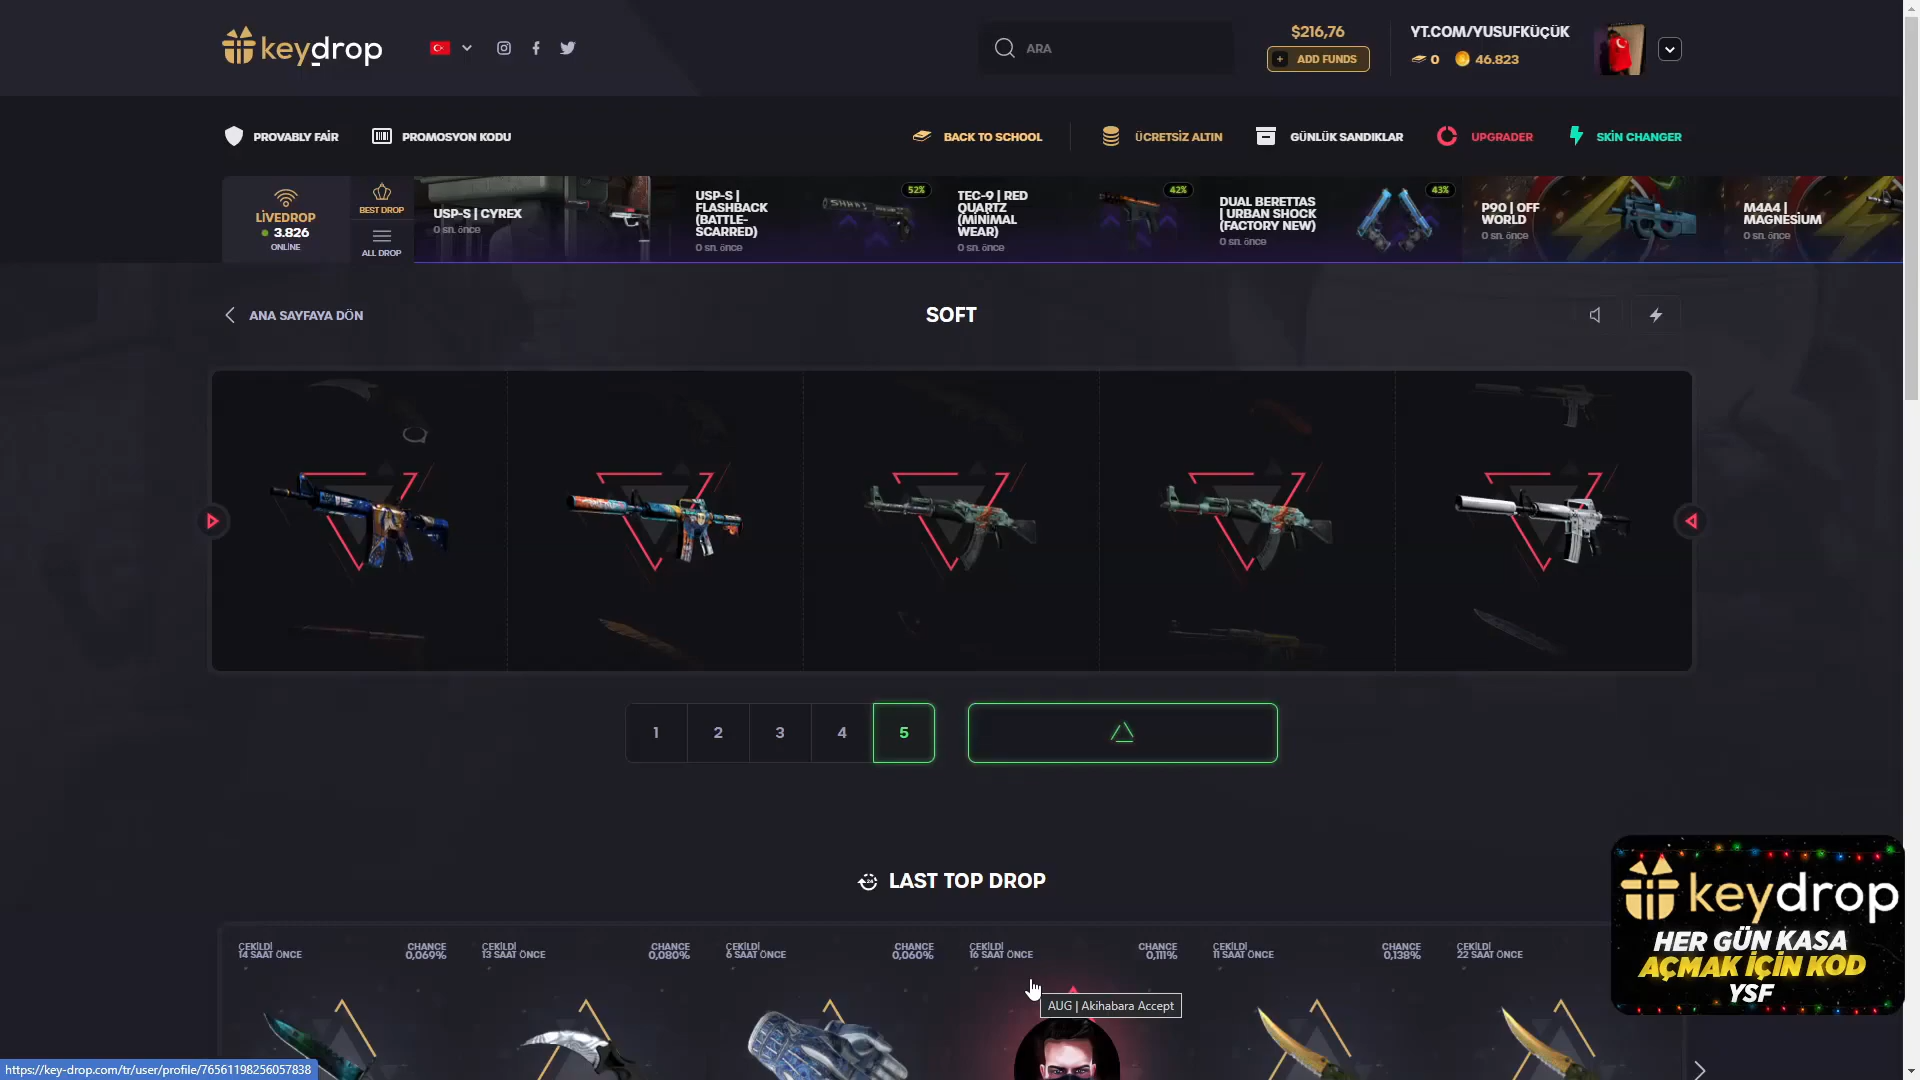 keydrop
ARA
$216,76
ADD FUNDS
YT.COM/YUSUFKÜÇÜK
0
46.823
PROVABLY FAİR
PROMOSYON KODU
BACK TO SCHOOL
ÜCRETSİZ ALTIN
GÜNLÜK SANDIKLAR
UPGRADER
SKİN CHANGER
LİVEDROP
3.826
ONLİNE
BEST DROP
ALL DROP
USP-S | CYREX
0 sn. önce
USP-S |
FLASHBACK
(BATTLE-
SCARRED)
0 sn. önce
52%
TEC-9 | RED
QUARTZ
(MİNİMAL
WEAR)
0 sn. önce
42%
DUAL BERETTAS
| URBAN SHOCK
(FACTORY NEW)
0 sn. önce
43%
P90 | OFF
WORLD
0 sn. önce
M4A4 |
MAGNESİUM
0 sn. önce
ANA SAYFAYA DÖN
SOFT
1
2
3
4
5
LAST TOP DROP
ÇEKİLDİ
14 SAAT ÖNCE
CHANCE
0,069%
ÇEKİLDİ
13 SAAT ÖNCE
CHANCE
0,080%
ÇEKİLDİ
6 SAAT ÖNCE
CHANCE
0,060%
ÇEKİLDİ
16 SAAT ÖNCE
CHANCE
0,111%
ÇEKİLDİ
11 SAAT ÖNCE
CHANCE
0,138%
ÇEKİLDİ
22 SAAT ÖNCE
AUG | Akihabara Accept
keydrop
HER GÜN KASA
AÇMAK İÇİN KOD
YSF
https://key-drop.com/tr/user/profile/76561198256057838